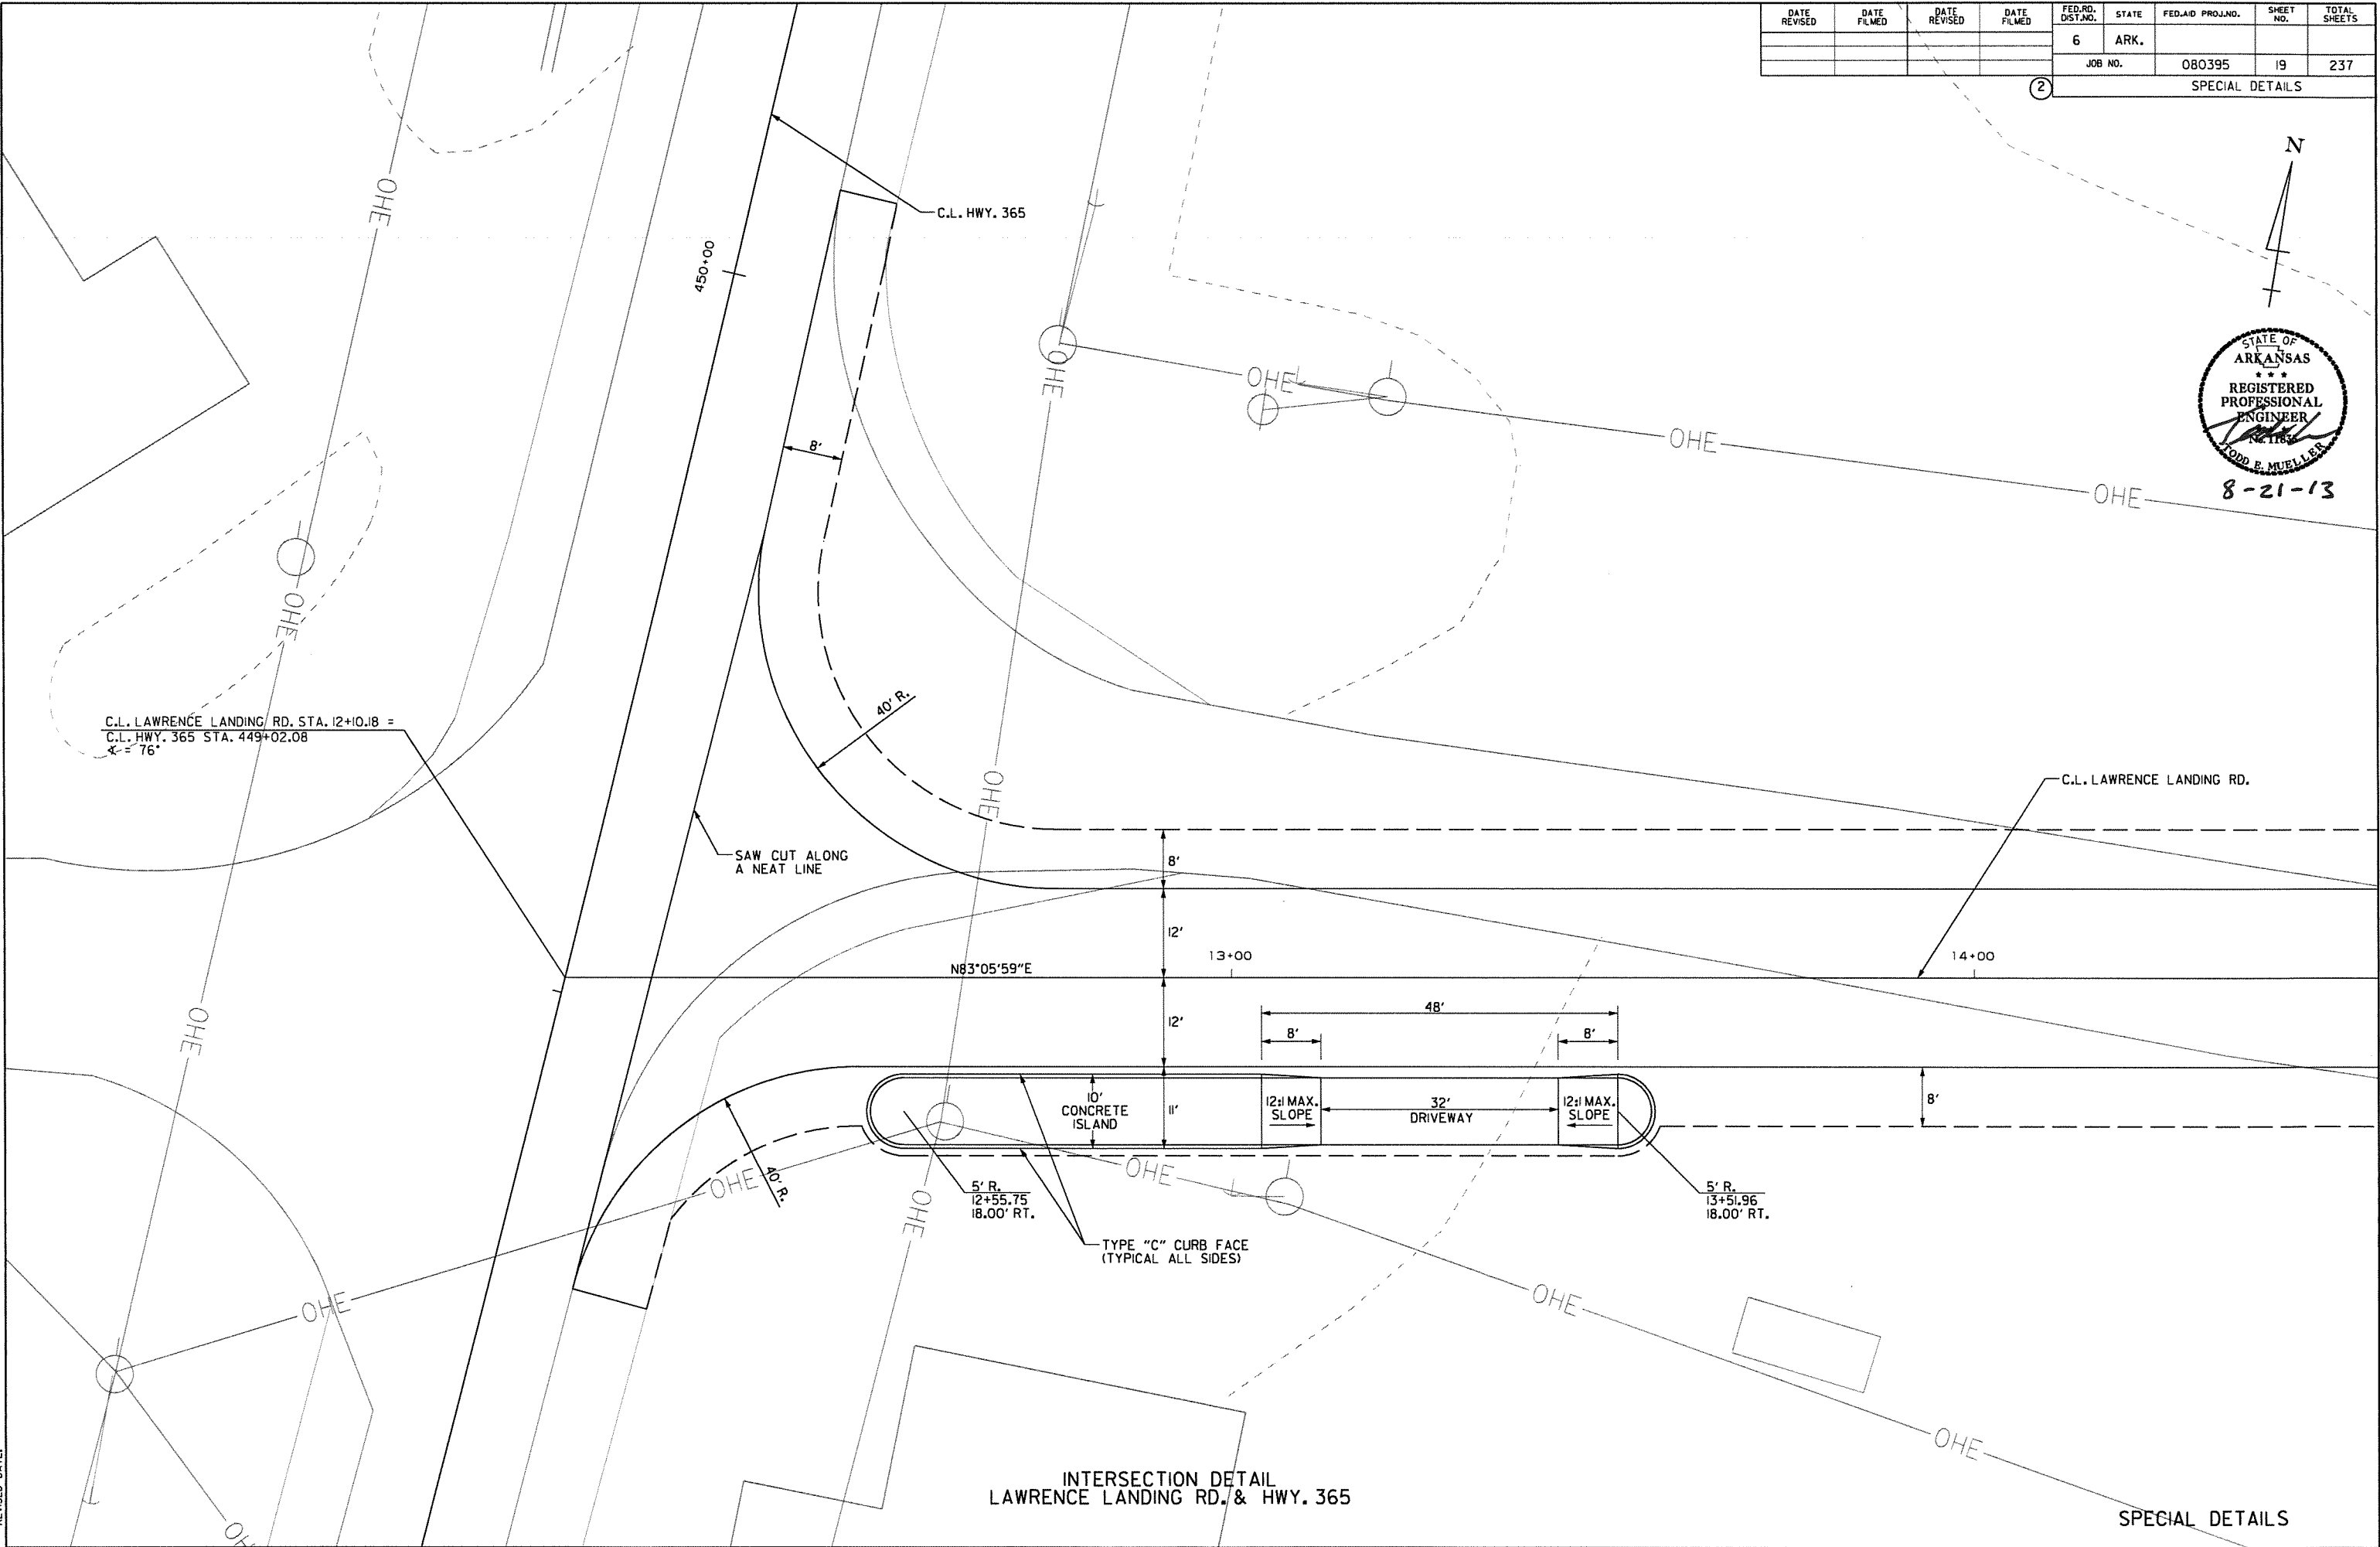 DATE REVISED
DATE FILMED
DATE REVISED
DATE FILMED
FED.RD. DIST.NO.
STATE
FED.AID PROJ.NO.
SHEET NO.
TOTAL SHEETS
6
ARK.
JOB NO.
080395
19
237
2
SPECIAL DETAILS
N
STATE OF
ARKANSAS
★ ★ ★
REGISTERED
PROFESSIONAL
ENGINEER
TODD E. MUELLER
8-21-13
OHE
C.L. HWY. 365
450+00
OHE
OHE
OHE
OHE
8'
OHE
40' R.
C.L. LAWRENCE LANDING RD. STA. 12+10.18 =
C.L. HWY. 365 STA. 449+02.08
∢ = 76°
OHE
C.L. LAWRENCE LANDING RD.
SAW CUT ALONG
A NEAT LINE
8'
12'
N83°05'59"E
13+00
14+00
OHE
12'
48'
8'
8'
10'
CONCRETE
ISLAND
11'
12:1 MAX.
SLOPE
32'
DRIVEWAY
12:1 MAX.
SLOPE
8'
OHE
40' R.
OHE
OHE
5' R.
12+55.75
18.00' RT.
5' R.
13+51.96
18.00' RT.
TYPE "C" CURB FACE
(TYPICAL ALL SIDES)
OHE
OHE
OHE
INTERSECTION DETAIL
LAWRENCE LANDING RD. & HWY. 365
SPECIAL DETAILS